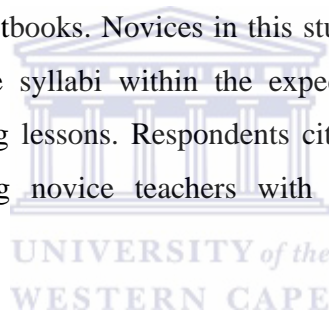 tbooks. Novices in this stu
e syllabi within the expec
g lessons. Respondents cit
g novice teachers with
UNIVERSITY of the
WESTERN CAPE